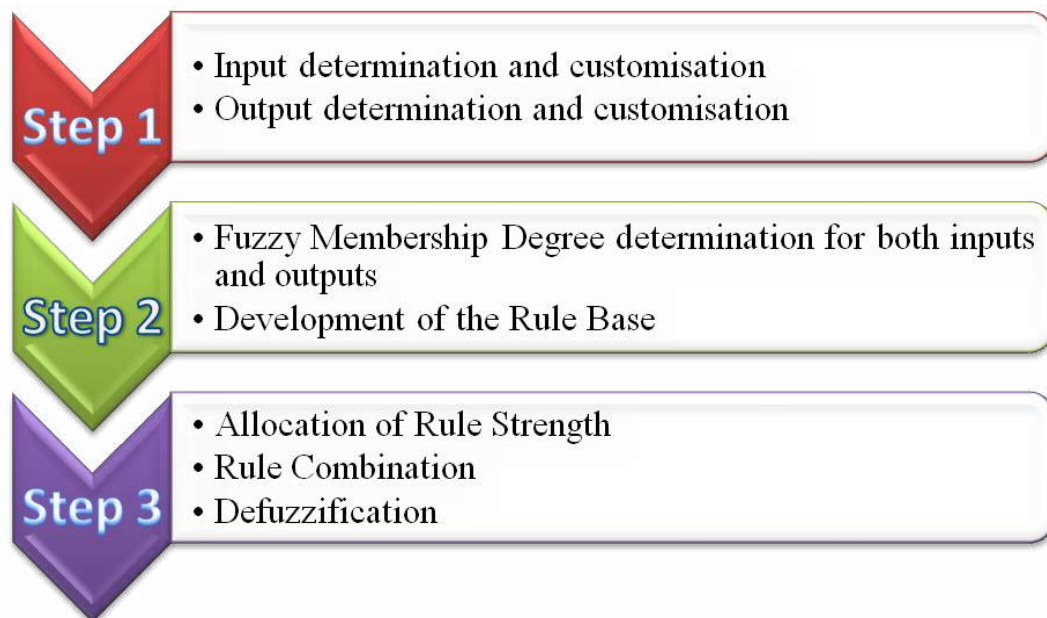 Step 1
• Input determination and customisation
• Output determination and customisation
Step 2
• Fuzzy Membership Degree determination for both inputs
and outputs
• Development of the Rule Base
Step 3
• Allocation of Rule Strength
• Rule Combination
• Defuzzification